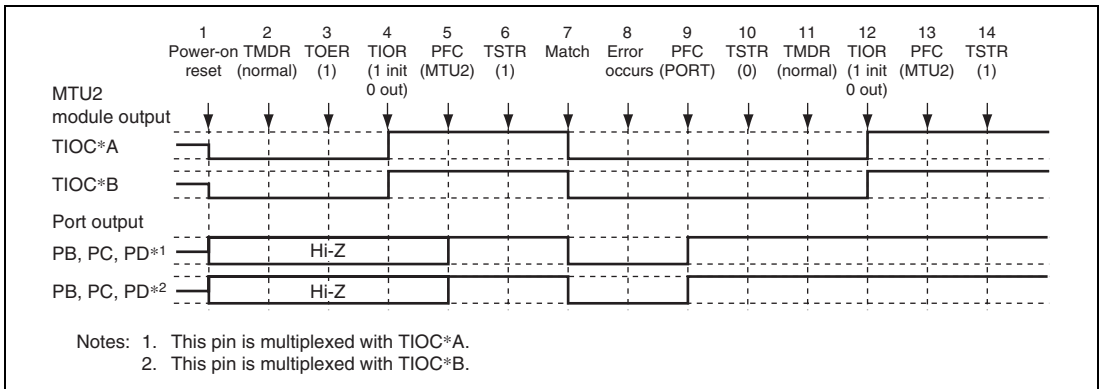 1 2 3 4 5 6 7 8 9 10 11 12 13 14
Power-on TMDR TOER TIOR PFC TSTR Match Error PFC TSTR TMDR TIOR PFC TSTR
reset (normal) (1) (1 init (MTU2) (1) occurs (PORT) (0) (normal) (1 init (MTU2) (1)
0 out) 0 out)
MTU2
module output
TIOC*A
TIOC*B
Port output
PB, PC, PD*1 Hi-Z
PB, PC, PD*2 Hi-Z
Notes: 1. This pin is multiplexed with TIOC*A.
2. This pin is multiplexed with TIOC*B.